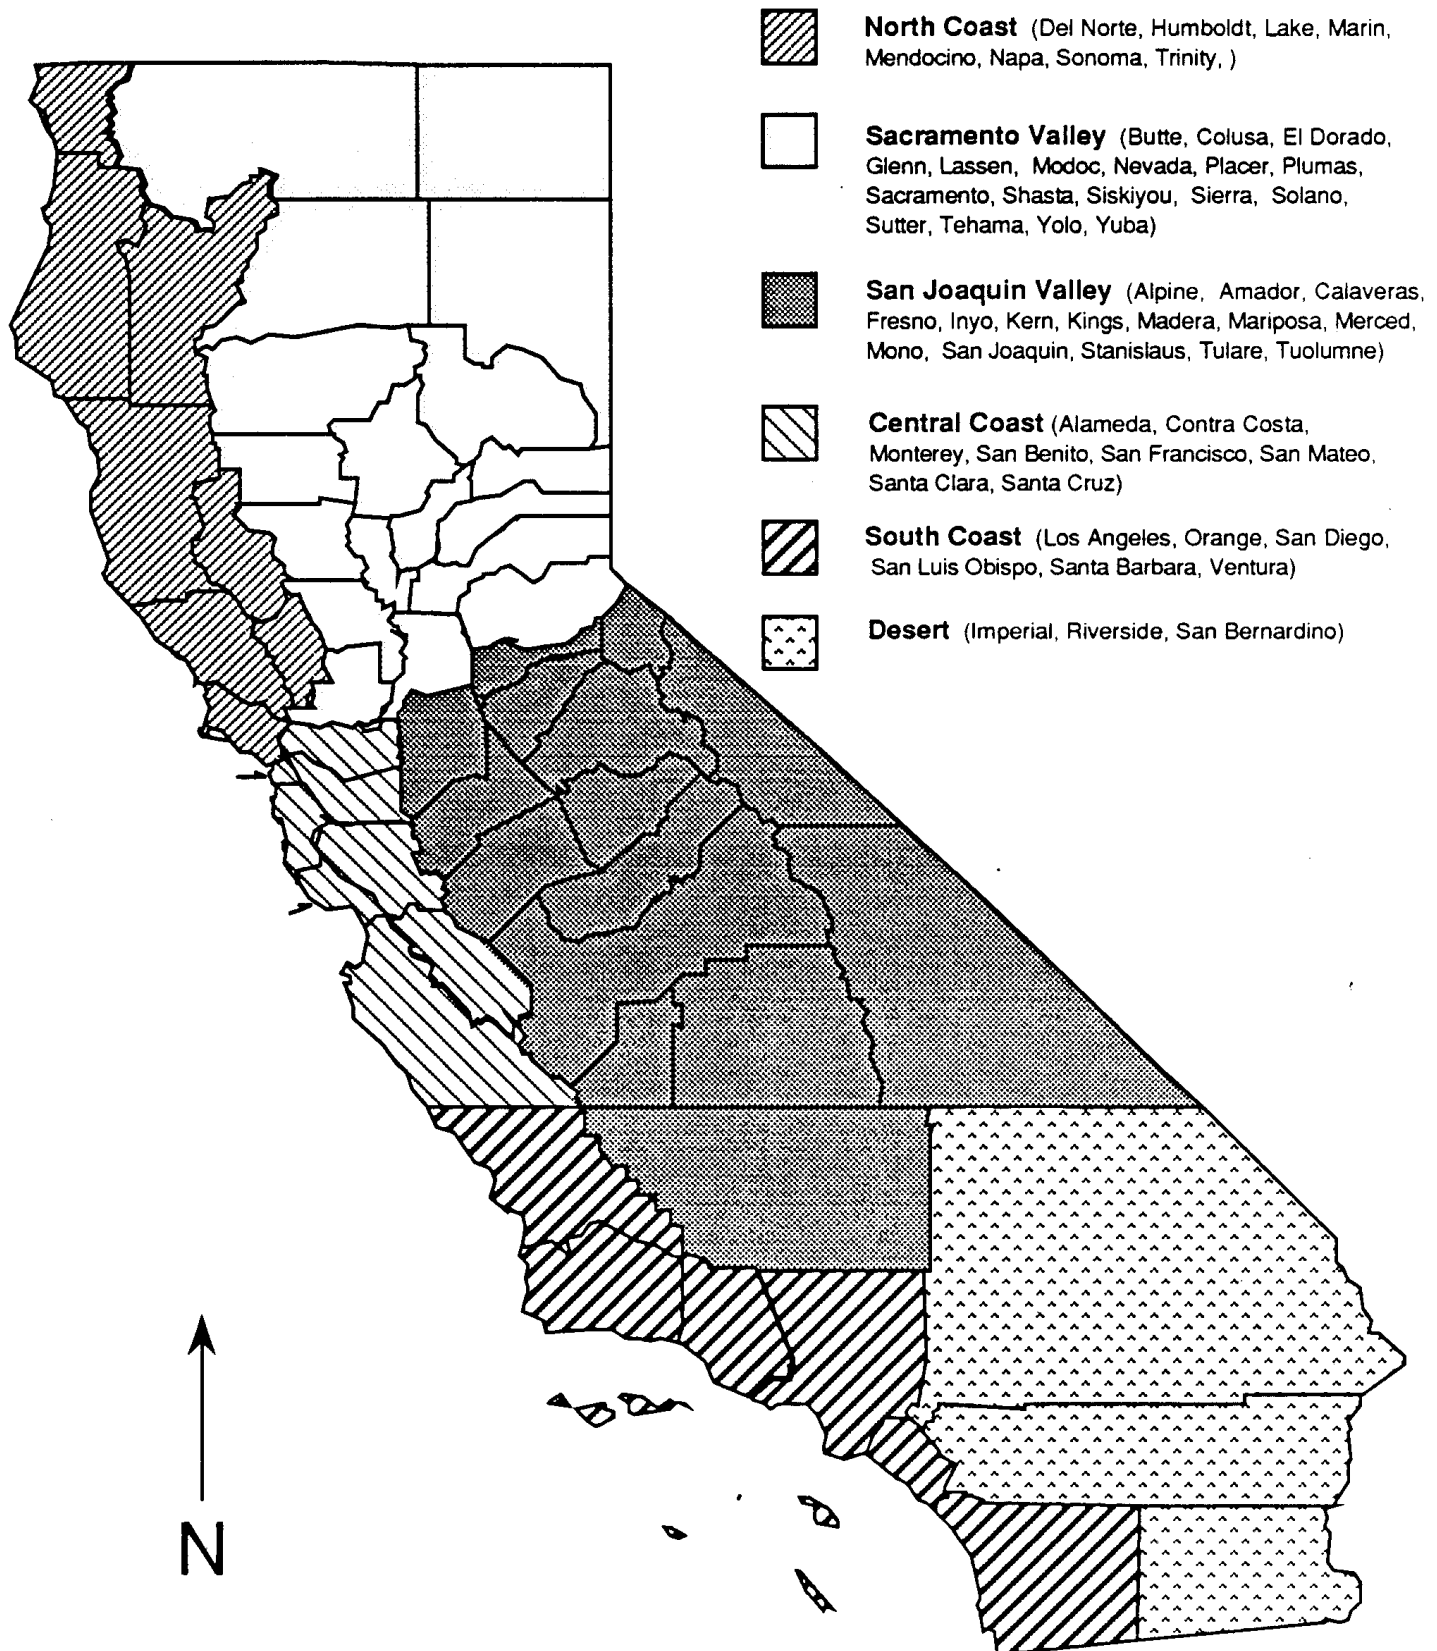 North Coast (Del Norte, Humboldt, Lake, Marin,
Mendocino, Napa, Sonoma, Trinity, )
Sacramento Valley (Butte, Colusa, El Dorado,
Glenn, Lassen, Modoc, Nevada, Placer, Plumas,
Sacramento, Shasta, Siskiyou, Sierra, Solano,
Sutter, Tehama, Yolo, Yuba)
San Joaquin Valley (Alpine, Amador, Calaveras,
Fresno, Inyo, Kern, Kings, Madera, Mariposa, Merced,
Mono, San Joaquin, Stanislaus, Tulare, Tuolumne)
Central Coast (Alameda, Contra Costa,
Monterey, San Benito, San Francisco, San Mateo,
Santa Clara, Santa Cruz)
South Coast (Los Angeles, Orange, San Diego,
San Luis Obispo, Santa Barbara, Ventura)
Desert (Imperial, Riverside, San Bernardino)
N